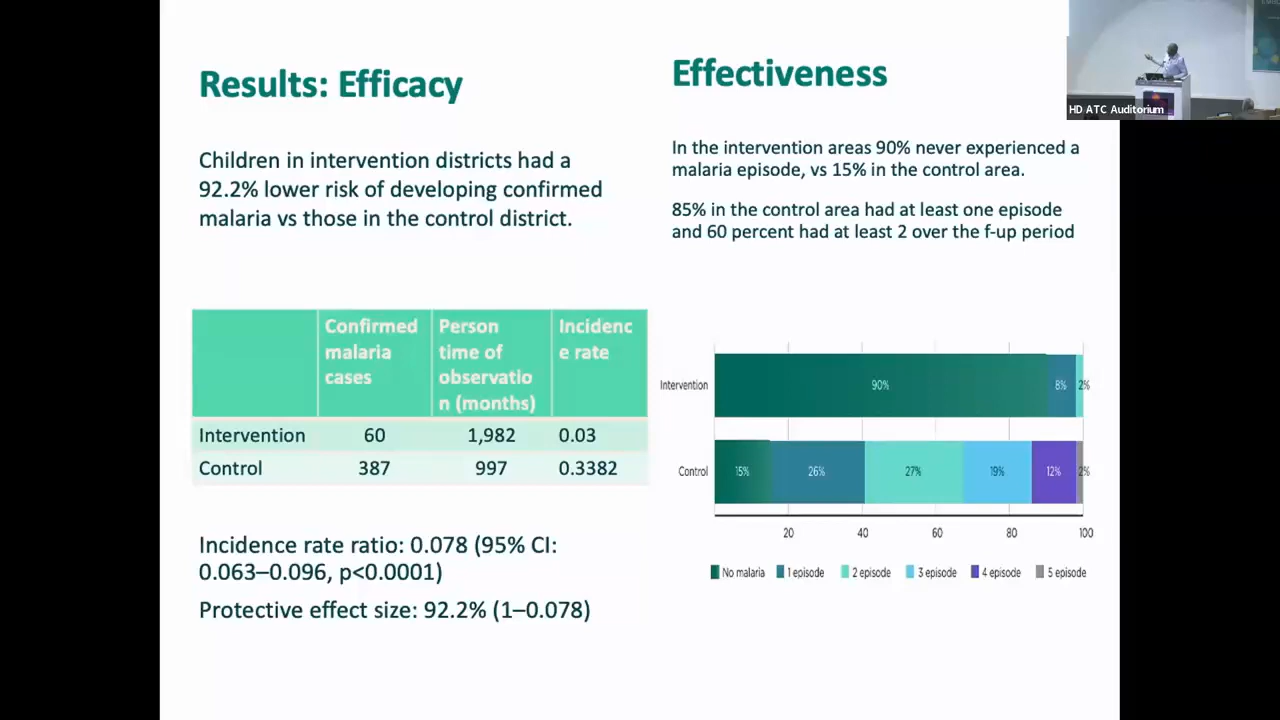 Results: Efficacy
Children in intervention districts had a
92.2% lower risk of developing confirmed
malaria vs those in the control district.
Confirmed
malaria
cases
Person
time of
observatio
n (months)
Incidenc
e rate
Intervention 60 1,982 0.03
Control 387 997 0.3382
Incidence rate ratio: 0.078 (95% CI:
0.063–0.096, p<0.0001)
Protective effect size: 92.2% (1–0.078)
Effectiveness
In the intervention areas 90% never experienced a
malaria episode, vs 15% in the control area.
85% in the control area had at least one episode
and 60 percent had at least 2 over the f-up period
Intervention 90% 8% 2%
Control 15% 26% 27% 19% 12% 2%
20 40 60 80 100
No malaria 1 episode 2 episode 3 episode 4 episode 5 episode
HD ATC Auditorium